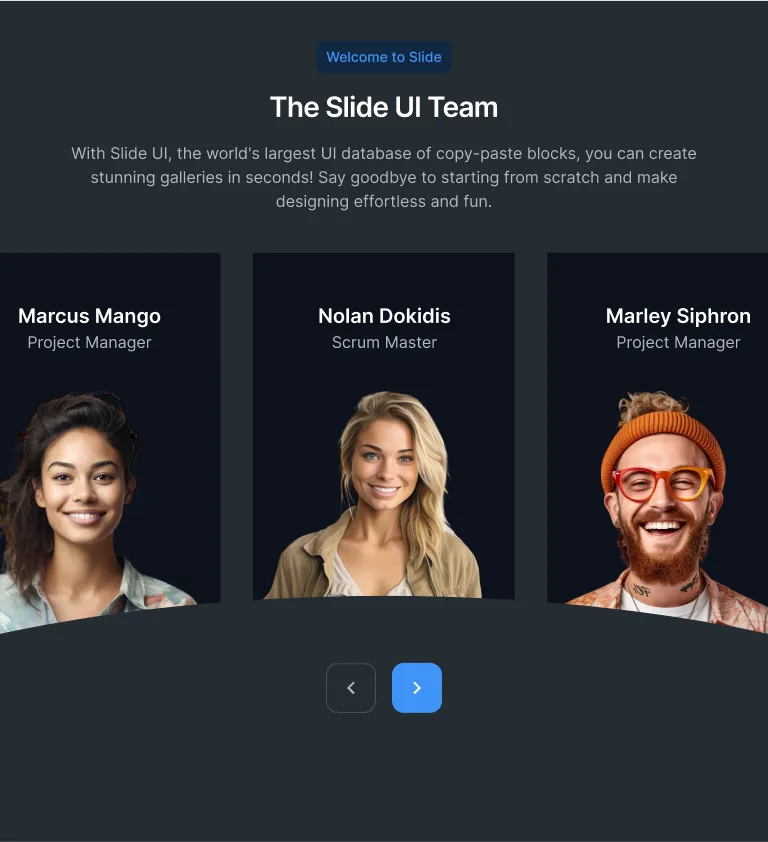 Welcome to Slide
The Slide UI Team
With Slide UI, the world's largest UI database of copy-paste blocks, you can create
stunning galleries in seconds! Say goodbye to starting from scratch and make
designing effortless and fun.
Marcus Mango
Project Manager
Nolan Dokidis
Scrum Master
Marley Siphron
Project Manager